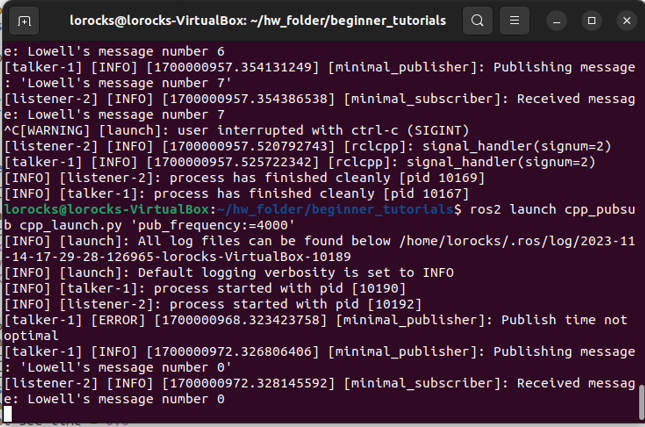 lorocks@lorocks-VirtualBox: ~/hw_folder/beginner_tutorials
e: Lowell's message number 6
[talker-1] [INFO] [1700000957.354131249] [minimal_publisher]: Publishing message
: 'Lowell's message number 7'
[listener-2] [INFO] [1700000957.354386538] [minimal_subscriber]: Received messag
e: Lowell's message number 7
^C[WARNING] [launch]: user interrupted with ctrl-c (SIGINT)
[listener-2] [INFO] [1700000957.520792743] [rclcpp]: signal_handler(signum=2)
[talker-1] [INFO] [1700000957.525722342] [rclcpp]: signal_handler(signum=2)
[INFO] [listener-2]: process has finished cleanly [pid 10169]
[INFO] [talker-1]: process has finished cleanly [pid 10167]
lorocks@lorocks-VirtualBox:~/hw_folder/beginner_tutorials$ ros2 launch cpp_pubsu
b cpp_launch.py 'pub_frequency:=4000'
[INFO] [launch]: All log files can be found below /home/lorocks/.ros/log/2023-11
-14-17-29-28-126965-lorocks-VirtualBox-10189
[INFO] [launch]: Default logging verbosity is set to INFO
[INFO] [talker-1]: process started with pid [10190]
[INFO] [listener-2]: process started with pid [10192]
[talker-1] [ERROR] [1700000968.323423758] [minimal_publisher]: Publish time not
optimal
[talker-1] [INFO] [1700000972.326806406] [minimal_publisher]: Publishing message
: 'Lowell's message number 0'
[listener-2] [INFO] [1700000972.328145592] [minimal_subscriber]: Received messag
e: Lowell's message number 0